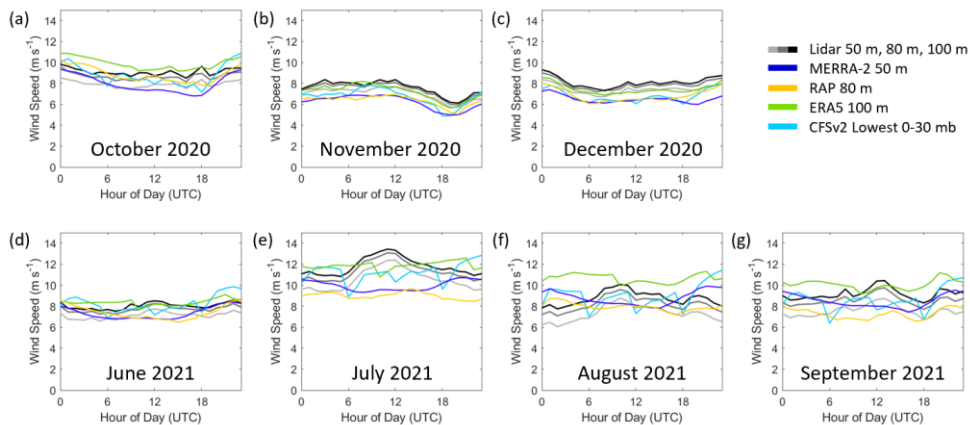 (a)
14
12
10
8
6
4
2
0
Wind Speed (m s⁻¹)
October 2020
0 6 12 18
Hour of Day (UTC)
(b)
14
12
10
8
6
4
2
0
Wind Speed (m s⁻¹)
November 2020
0 6 12 18
Hour of Day (UTC)
(c)
14
12
10
8
6
4
2
0
Wind Speed (m s⁻¹)
December 2020
0 6 12 18
Hour of Day (UTC)
Lidar 50 m, 80 m, 100 m
MERRA-2 50 m
RAP 80 m
ERA5 100 m
CFSv2 Lowest 0-30 mb
(d)
14
12
10
8
6
4
2
0
Wind Speed (m s⁻¹)
June 2021
0 6 12 18
Hour of Day (UTC)
(e)
14
12
10
8
6
4
2
0
Wind Speed (m s⁻¹)
July 2021
0 6 12 18
Hour of Day (UTC)
(f)
14
12
10
8
6
4
2
0
Wind Speed (m s⁻¹)
August 2021
0 6 12 18
Hour of Day (UTC)
(g)
14
12
10
8
6
4
2
0
Wind Speed (m s⁻¹)
September 2021
0 6 12 18
Hour of Day (UTC)